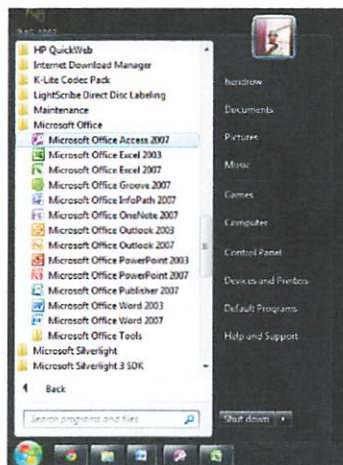 HP QuickWeb
Internet Download Manager
K-Lite Codec Pack
LightScribe Direct Disc Labeling
Maintenance
Microsoft Office
Microsoft Office Access 2007
Microsoft Office Excel 2003
Microsoft Office Excel 2007
Microsoft Office Groove 2007
Microsoft Office InfoPath 2007
Microsoft Office OneNote 2007
Microsoft Office Outlook 2003
Microsoft Office Outlook 2007
Microsoft Office PowerPoint 2003
Microsoft Office PowerPoint 2007
Microsoft Office Publisher 2007
Microsoft Office Word 2003
Microsoft Office Word 2007
Microsoft Office Tools
Microsoft Silverlight
Microsoft Silverlight 3 SDK
Back
Search programs and files
hendrow
Documents
Pictures
Music
Games
Computer
Control Panel
Devices and Printers
Default Programs
Help and Support
Shut down